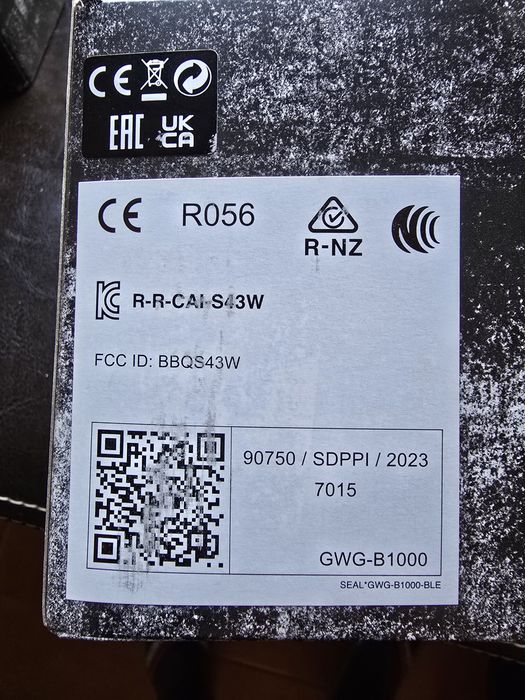 CE
EAC UK CA
CE R056
R-NZ
R-R-CAI-S43W
FCC ID: BBQS43W
90750 / SDPPI / 2023
7015
GWG-B1000
SEAL*GWG-B1000-BLE